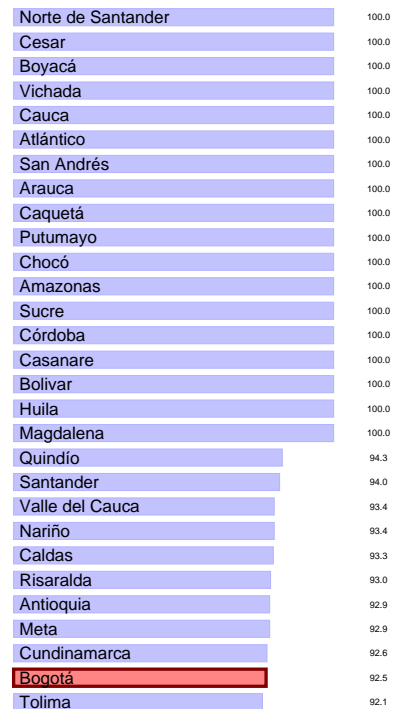 Norte de Santander 100.0
Cesar 100.0
Boyacá 100.0
Vichada 100.0
Cauca 100.0
Atlántico 100.0
San Andrés 100.0
Arauca 100.0
Caquetá 100.0
Putumayo 100.0
Chocó 100.0
Amazonas 100.0
Sucre 100.0
Córdoba 100.0
Casanare 100.0
Bolivar 100.0
Huila 100.0
Magdalena 100.0
Quindío 94.3
Santander 94.0
Valle del Cauca 93.4
Nariño 93.4
Caldas 93.3
Risaralda 93.0
Antioquia 92.9
Meta 92.9
Cundinamarca 92.6
Bogotá 92.5
Tolima 92.1